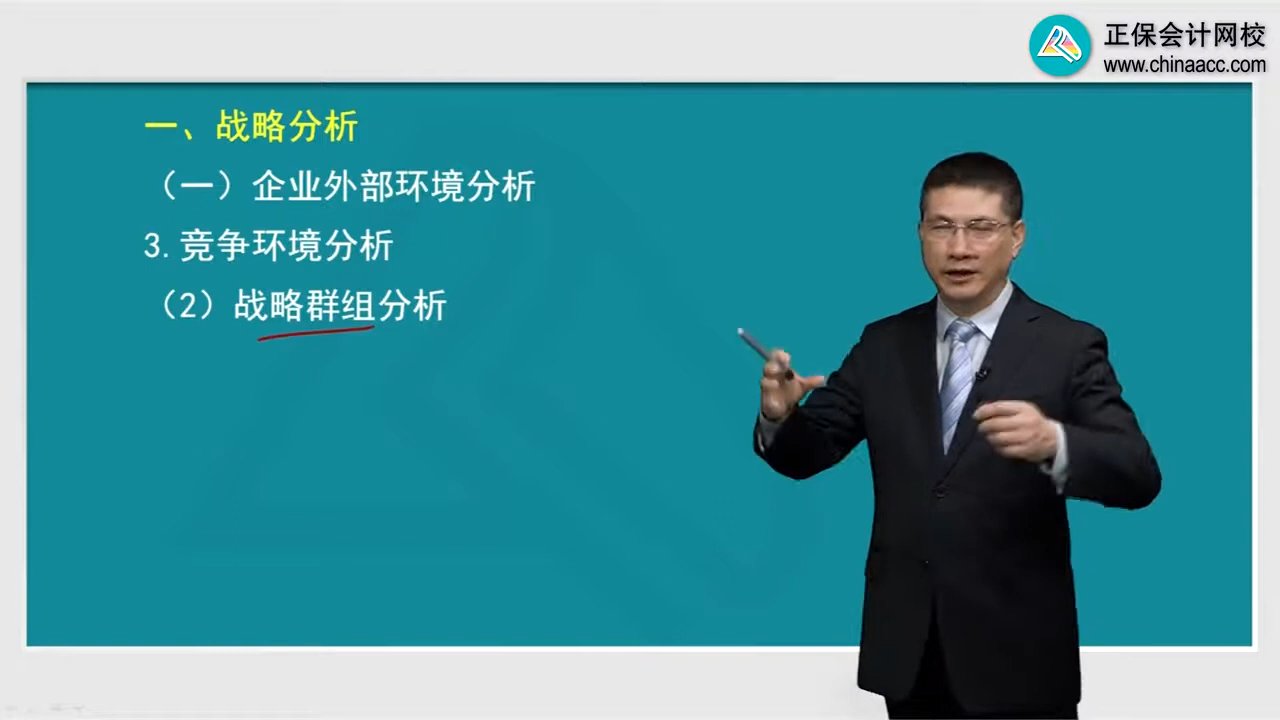 正保会计网校
www.chinaacc.com
一、战略分析
（一）企业外部环境分析
3.竞争环境分析
（2）战略群组分析